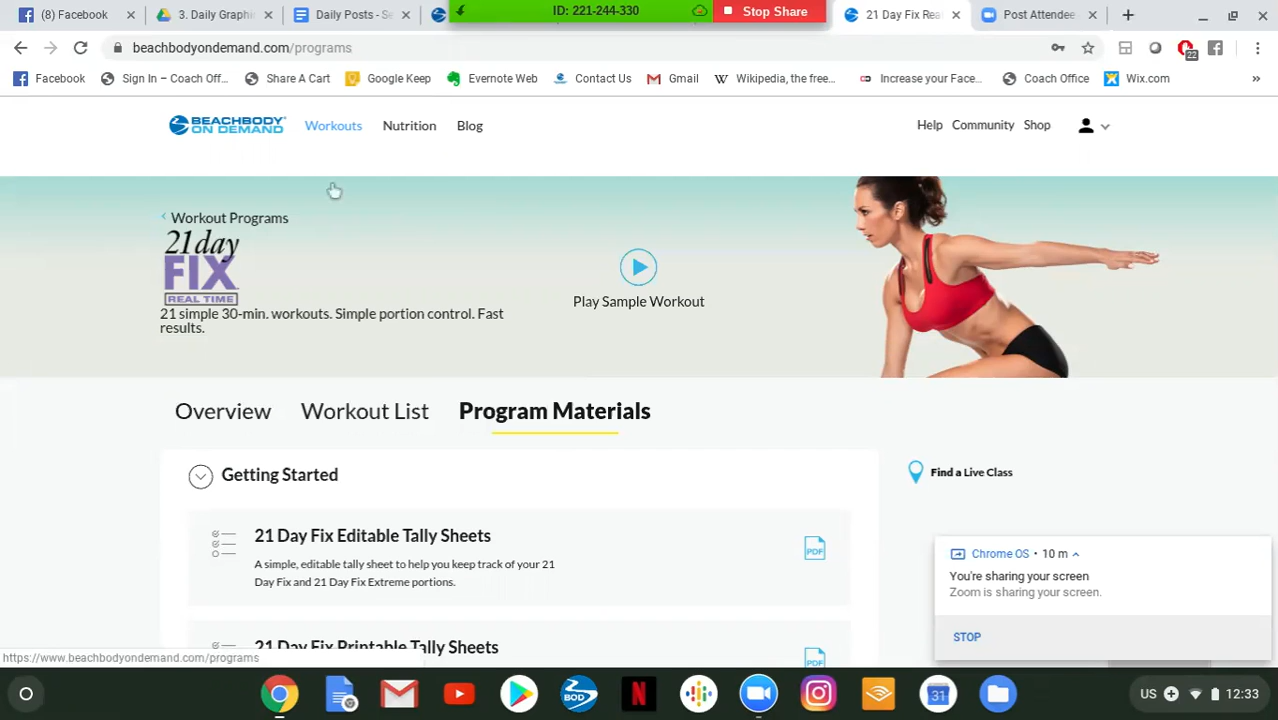 (8) Facebook
3. Daily Graphi
Daily Posts - Se
ID: 221-244-330
Stop Share
21 Day Fix Rea
Post Attendee
beachbodyondemand.com/programs
22
Facebook
Sign In – Coach Off...
Share A Cart
Google Keep
Evernote Web
Contact Us
Gmail
W Wikipedia, the free...
Increase your Face...
Coach Office
Wix.com
»
BEACHBODY
ON DEMAND
Workouts
Nutrition
Blog
Help
Community
Shop
Workout Programs
21day
FIX
REAL TIME
21 simple 30-min. workouts. Simple portion control. Fast
results.
Play Sample Workout
Overview
Workout List
Program Materials
Getting Started
Find a Live Class
21 Day Fix Editable Tally Sheets
A simple, editable tally sheet to help you keep track of your 21
Day Fix and 21 Day Fix Extreme portions.
PDF
Chrome OS • 10 m
You're sharing your screen
Zoom is sharing your screen.
STOP
21 Day Fix Printable Tally Sheets
PDF
https://www.beachbodyondemand.com/programs
BOD
N
31
US
12:33